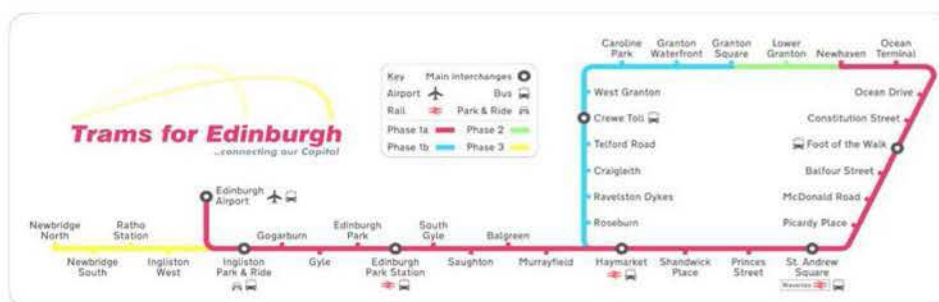 Trams for Edinburgh
...connecting our Capital
Key Main Interchanges
Airport Bus
Rail Park & Ride
Phase 1a Phase 2
Phase 1b Phase 3
Caroline
Park
Granton
Waterfront
Granton
Square
Lower
Granton
Newhaven
Ocean
Terminal
West Granton
Crewe Toll
Telford Road
Craigleith
Ravelston Dykes
Roseburn
Ocean Drive
Constitution Street
Foot of the Walk
Balfour Street
McDonald Road
Picardy Place
Edinburgh
Airport
Newbridge
North
Newbridge
South
Ratho
Station
Ingliston
West
Ingliston
Park & Ride
Gogarburn
Gyle
Edinburgh
Park
Edinburgh
Park Station
South
Gyle
Saughton
Balgreen
Murrayfield
Haymarket
Shandwick
Place
Princes
Street
St. Andrew
Square
Waverley